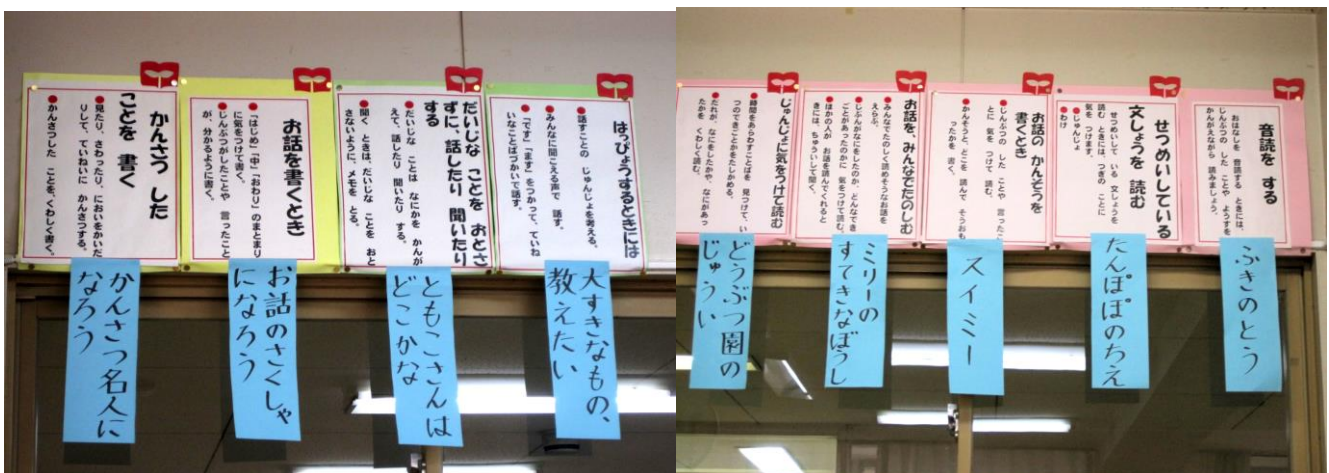 はっぴょうするときには
●話すことの じゅんじょを考える。
●みんなに聞こえる声で 話す。
●「です」「ます」をつかって、ていね
いなことばづかいで話す。
大すきなもの、
教えたい
だいじな ことを おとさ
ずに、話したり 聞いたり
する
●だいじな ことは なにかを かんが
えて、話したり 聞いたり する。
●聞く ときは、だいじな ことを おと
さないように、メモを とる。
ともこさんは
どこかな
お話を書くとき
●「はじめ」「中」「おわり」のまとまり
に気をつけて書く。
●じんぶつがしたことや 言ったこと
が、分かるように書く。
お話のさくしゃ
になろう
かんさつ した
ことを 書く
●見たり、さわったり、においをかいだ
りして、ていねいに かんさつする。
●かんさつした ことを、くわしく書く。
かんさつ名人に
なろう
音読を する
おはなしを 音読する ときには、
じんぶつの した ことや ようすを
かんがえながら 読みましょう。
ふきのとう
せつめいしている
文しょうを 読む
せつめいして いる 文しょうを
読む ときには、つぎの ことに
気を つけます。
●じゅんじょ
●わけ
たんぽぽのちえ
お話の かんそうを
書くとき
●じんぶつの した ことや 言ったこ
とに 気を つけて 読む。
●かんそうと、どこを 読んで そうおも
ったかを 書く。
スイミー
お話を、みんなでたのしむ
●みんなでたのしく読めそうなお話を
えらぶ。
●じぶんがなにをしたのか、どんなでき
ごとがあったのかに 気をつけて読む。
●ほかの人が お話を読んでくれると
きには、ちゅういして聞く。
ミリーの
すてきなぼうし
じゅんじょに気をつけて読む
●時間をあらわすことばを 見つけて、い
つのできごとかをたしかめる。
●だれが、なにをしたかや、なにがあっ
たかを くわしく読む。
どうぶつ園の
じゅうい